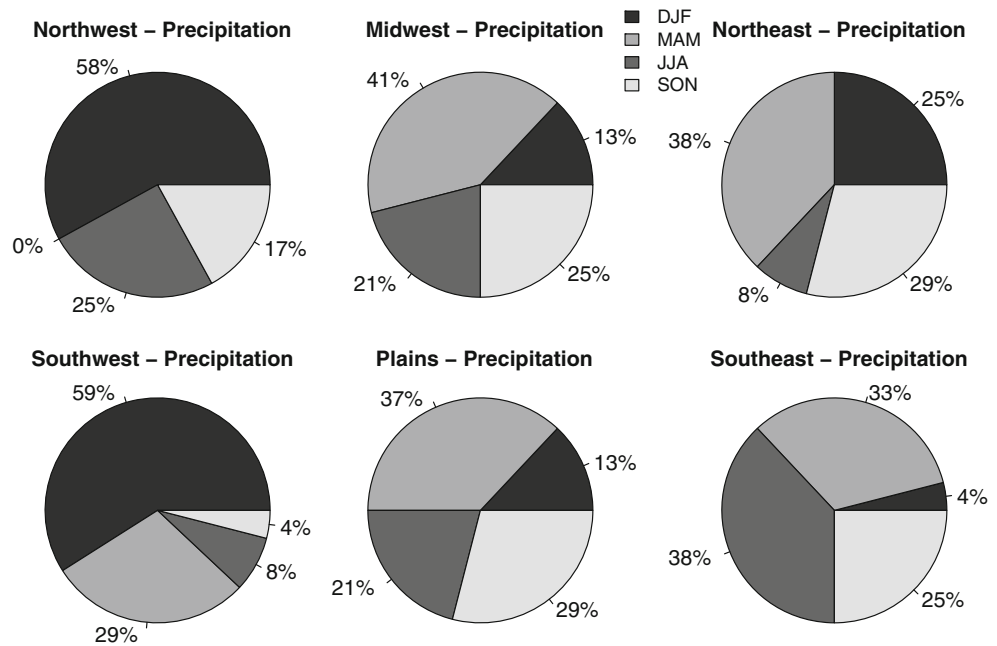 Northwest – Precipitation
58%
0%
25%
17%
Midwest – Precipitation
41%
13%
21%
25%
DJF
MAM
JJA
SON
Northeast – Precipitation
25%
38%
8%
29%
Southwest – Precipitation
59%
4%
8%
29%
Plains – Precipitation
37%
13%
21%
29%
Southeast – Precipitation
33%
4%
38%
25%